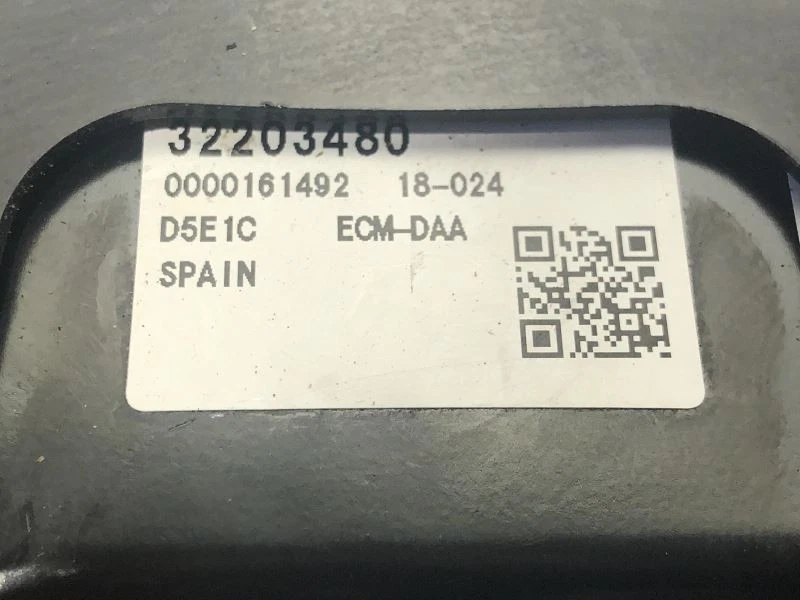 32203480
0000161492 18-024
D5E1C ECM-DAA
SPAIN